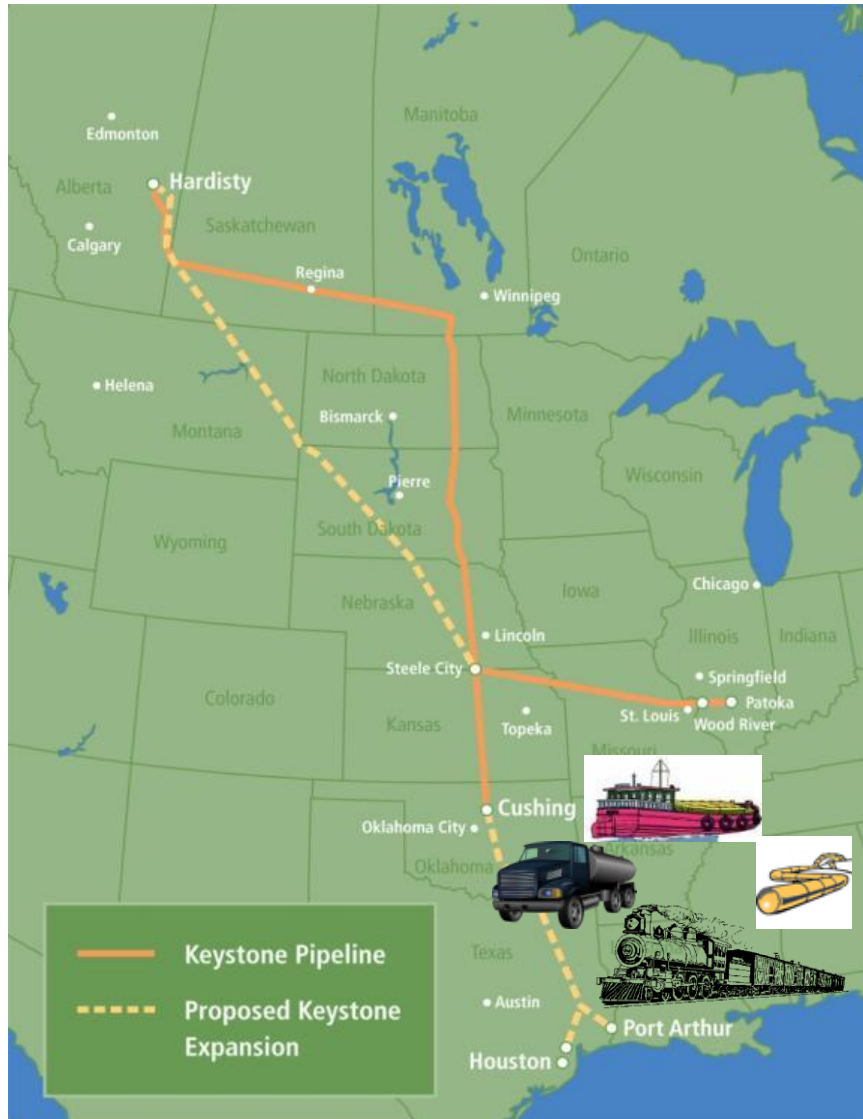 Manitoba
Edmonton
Hardisty
Alberta
Saskatchewan
Calgary
Ontario
Regina
Winnipeg
North Dakota
Helena
Minnesota
Bismarck
Montana
Wisconsin
Pierre
South Dakota
Wyoming
Iowa
Chicago
Nebraska
Lincoln
Illinois
Indiana
Steele City
Springfield
Colorado
Patoka
St. Louis
Wood River
Kansas
Topeka
Missouri
Cushing
Oklahoma City
Arkansas
Oklahoma
Keystone Pipeline
Texas
Austin
Proposed Keystone
Expansion
Port Arthur
Houston